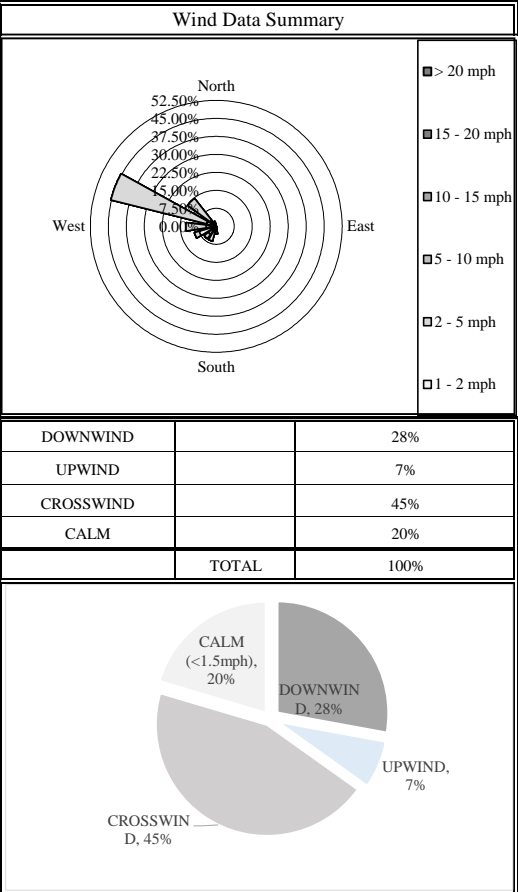 Wind Data Summary
North
52.50%
45.00%
37.50%
30.00%
22.50%
15.00%
7.50%
0.00%
West
East
South
> 20 mph
15 - 20 mph
10 - 15 mph
5 - 10 mph
2 - 5 mph
1 - 2 mph
DOWNWIND 28%
UPWIND 7%
CROSSWIND 45%
CALM 20%
TOTAL 100%
CALM
(<1.5mph),
20%
DOWNWIN
D, 28%
UPWIND,
7%
CROSSWIN
D, 45%